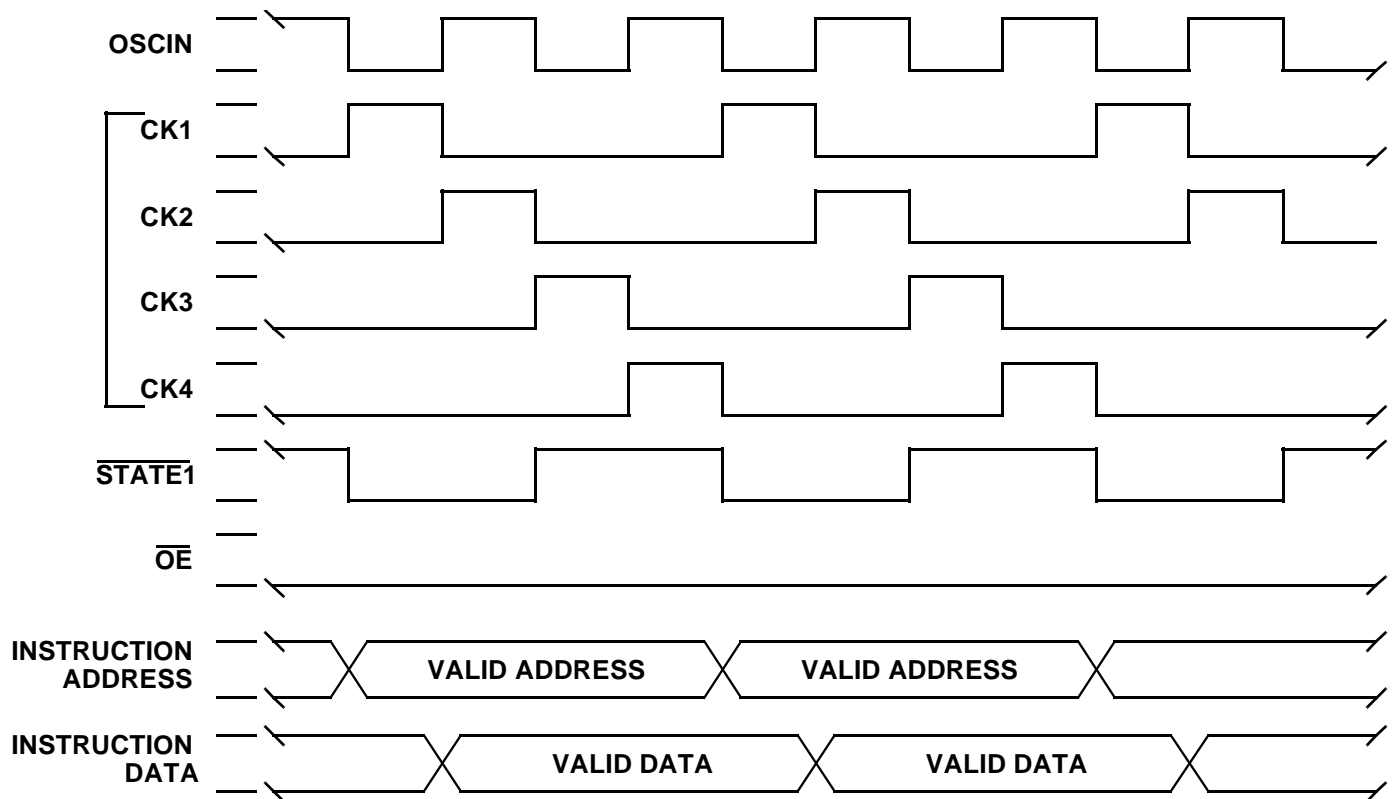 OSCIN
CK1
CK2
CK3
CK4
STATE1
OE
INSTRUCTION
ADDRESS
VALID ADDRESS VALID ADDRESS
INSTRUCTION
DATA
VALID DATA VALID DATA